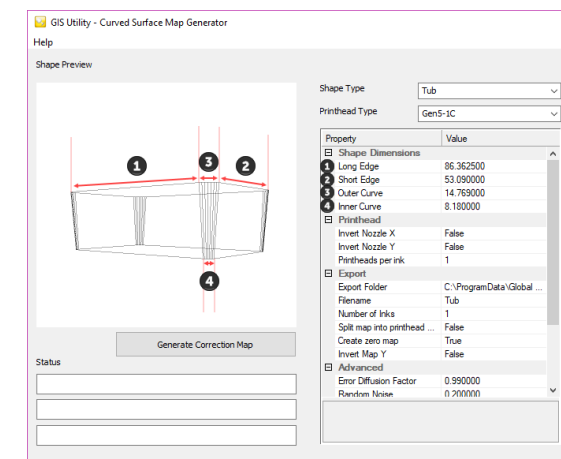 GIS Utility - Curved Surface Map Generator
Help
Shape Preview
Shape Type Tub
Printhead Type Gen5-1C
1
3
2
4
Property Value
Shape Dimensions
1 Long Edge 86.362500
2 Short Edge 53.090000
3 Outer Curve 14.769000
4 Inner Curve 8.180000
Printhead
Invert Nozzle X False
Invert Nozzle Y False
Printheads per ink 1
Export
Export Folder C:\ProgramData\Global ...
Filename Tub
Number of Inks 1
Split map into printhead ... False
Create zero map True
Invert Map Y False
Advanced
Error Diffusion Factor 0.990000
Random Noise 0.200000
Generate Correction Map
Status